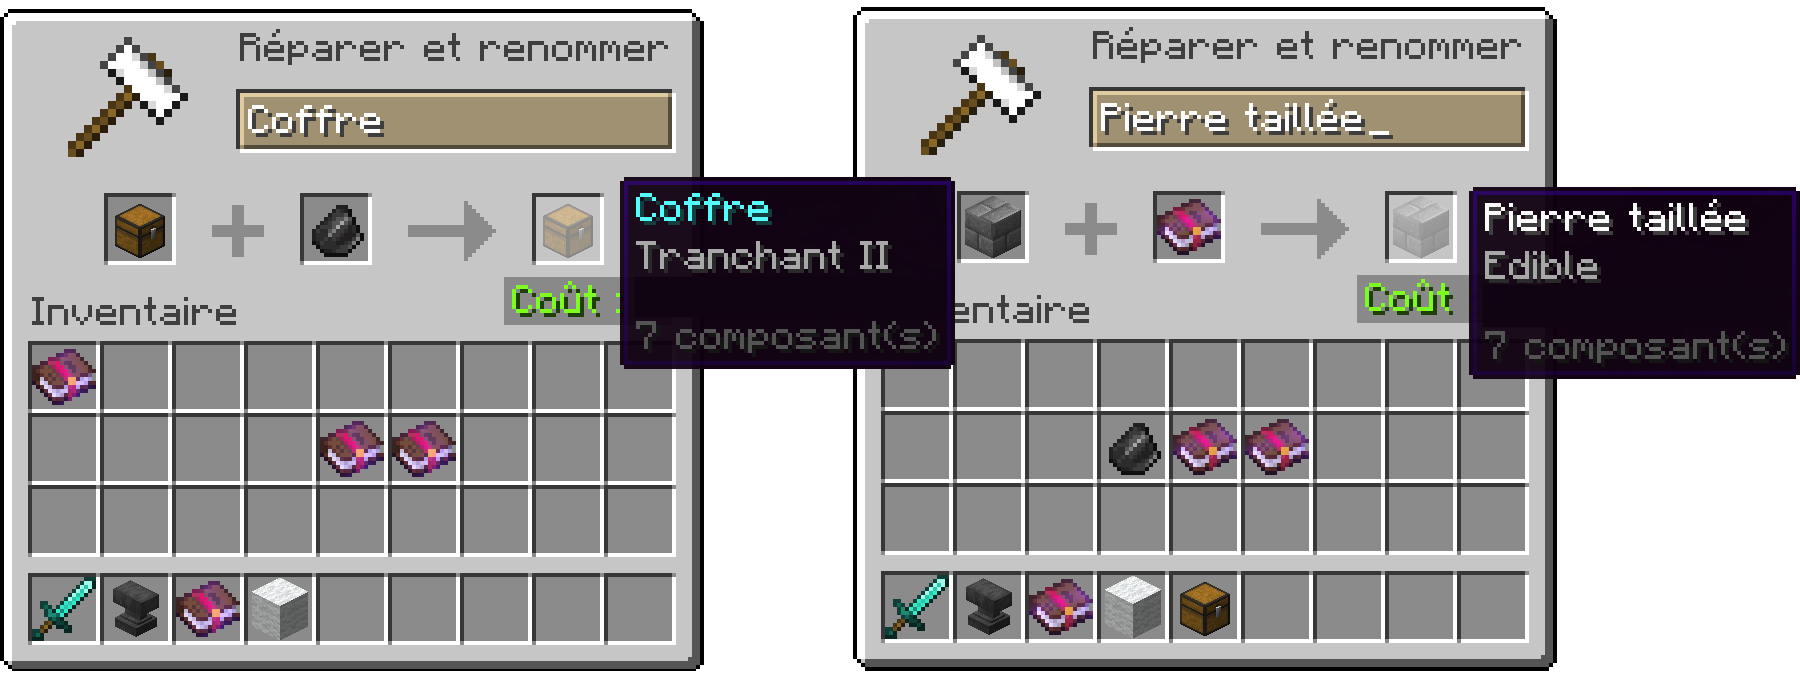 Réparer et renommer
Coffre
Coffre
Tranchant II
7 composant(s)
Coût :
Inventaire
Réparer et renommer
Pierre taillée_
Pierre taillée
Edible
7 composant(s)
Coût
entaire